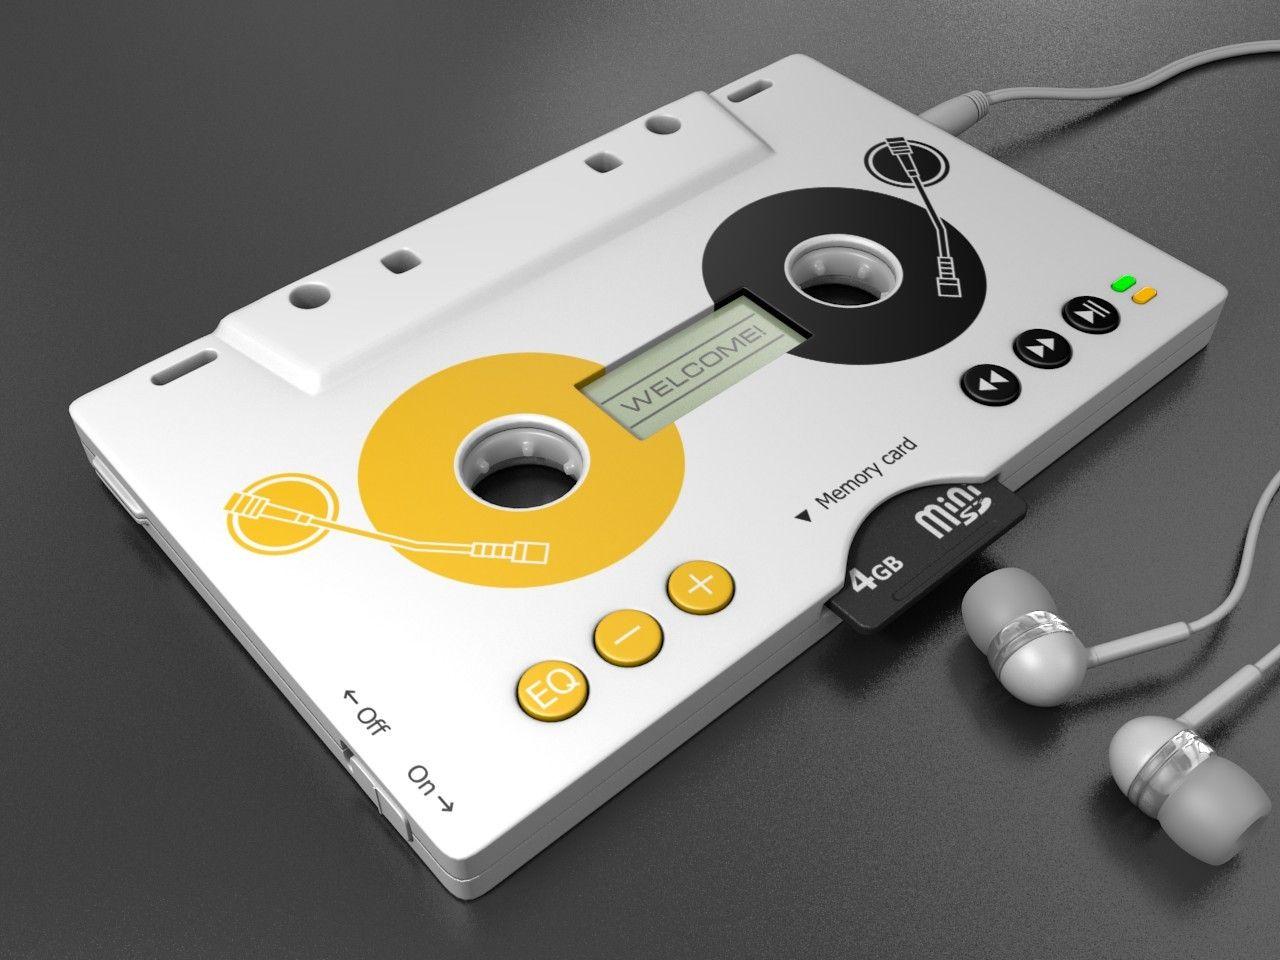 WELCOME!
Memory card
mini
SD
4GB
+
−
EQ
← Off
On →